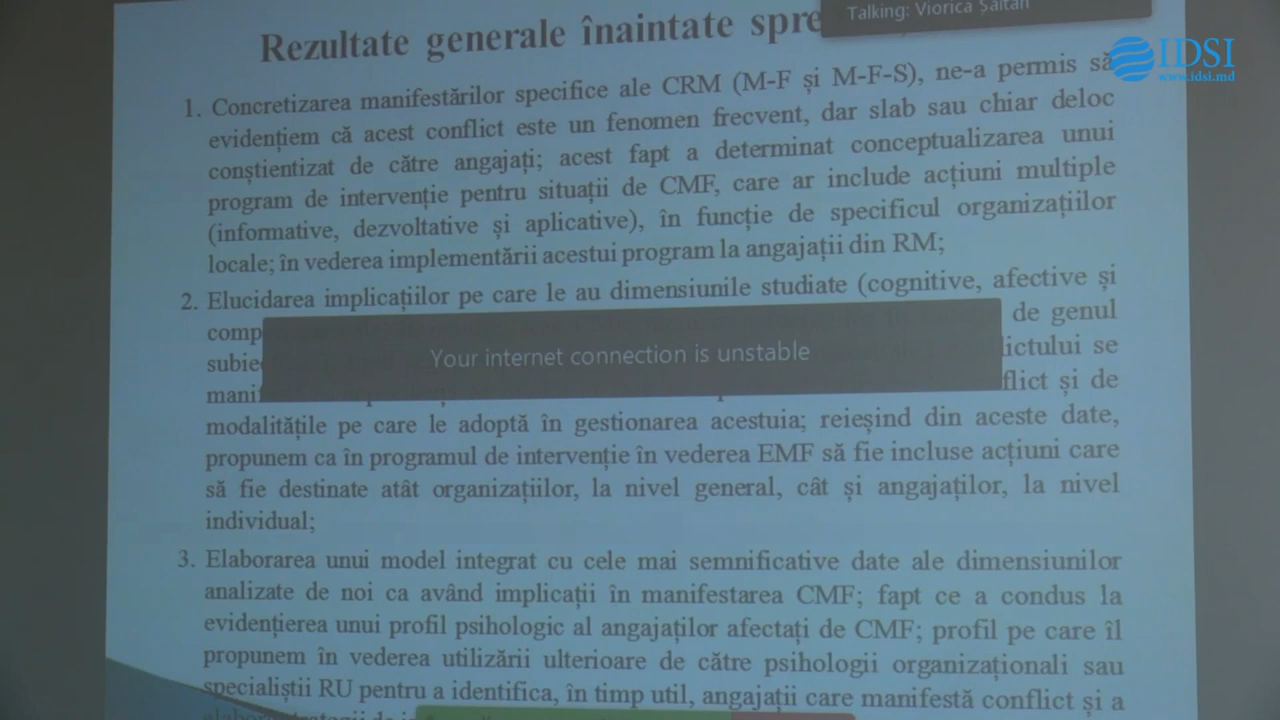 Talking: Viorica Șaltan
IDSI
www.idsi.md
Rezultate generale înaintate spre
1. Concretizarea manifestărilor specifice ale CRM (M-F și M-F-S), ne-a permis să
evidențiem că acest conflict este un fenomen frecvent, dar slab sau chiar deloc
conștientizat de către angajați; acest fapt a determinat conceptualizarea unui
program de intervenție pentru situații de CMF, care ar include acțiuni multiple
(informative, dezvoltative și aplicative), în funcție de specificul organizațiilor
locale; în vederea implementării acestui program la angajații din RM;
2. Elucidarea implicațiilor pe care le au dimensiunile studiate (cognitive, afective și
de genul
Your internet connection is unstable
se
și de
modalitățile pe care le adoptă în gestionarea acestuia; reieșind din aceste date,
propunem ca în programul de intervenție în vederea EMF să fie incluse acțiuni care
să fie destinate atât organizațiilor, la nivel general, cât și angajaților, la nivel
individual;
3. Elaborarea unui model integrat cu cele mai semnificative date ale dimensiunilor
analizate de noi ca având implicații în manifestarea CMF; fapt ce a condus la
evidențierea unui profil psihologic al angajaților afectați de CMF; profil pe care îl
propunem în vederea utilizării ulterioare de către psihologii organizaționali sau
specialiștii RU pentru a identifica, în timp util, angajații care manifestă conflict și a